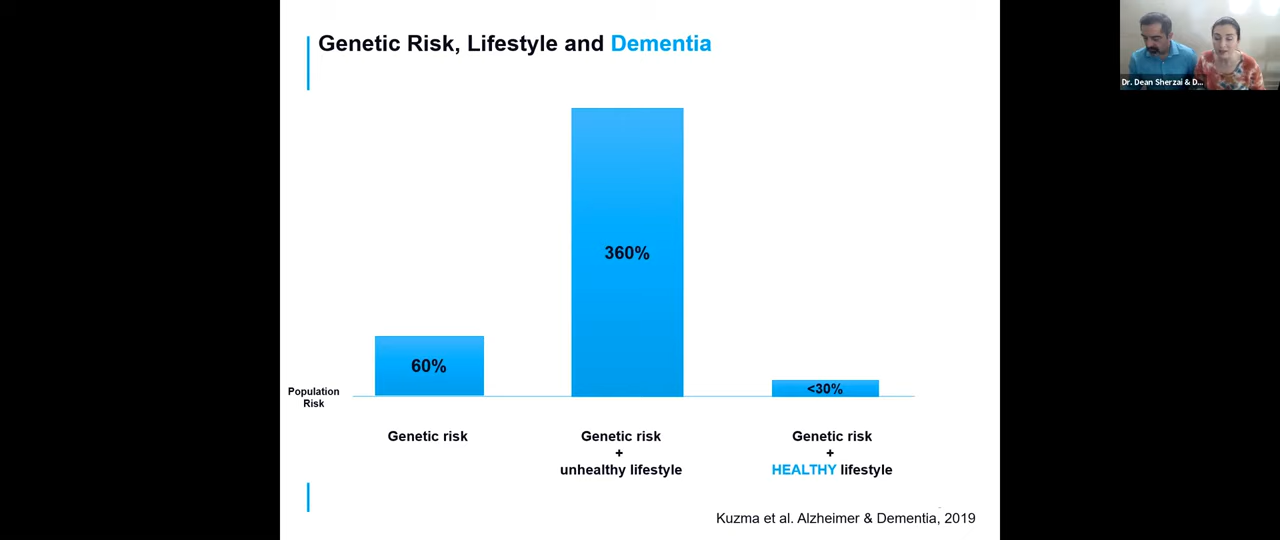 Genetic Risk, Lifestyle and Dementia
Dr. Dean Sherzai & D...
360%
60%
<30%
Population
Risk
Genetic risk
Genetic risk
+
unhealthy lifestyle
Genetic risk
+
HEALTHY lifestyle
Kuzma et al. Alzheimer & Dementia, 2019